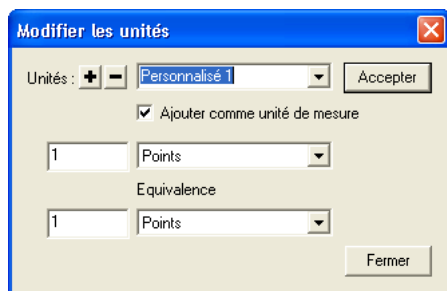 Modifier les unités
Unités : + − Personnalisé 1 Accepter
Ajouter comme unité de mesure
1 Points
Equivalence
1 Points
Fermer